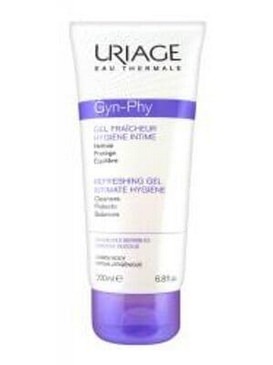 URIAGE
EAU THERMALE
Gyn-Phy
GEL FRAÎCHEUR
HYGIÈNE INTIME
Protège
Équilibre
REFRESHING GEL
INTIMATE HYGIENE
Cleanses
Protects
Balances
200ml e 6.8fl.oz